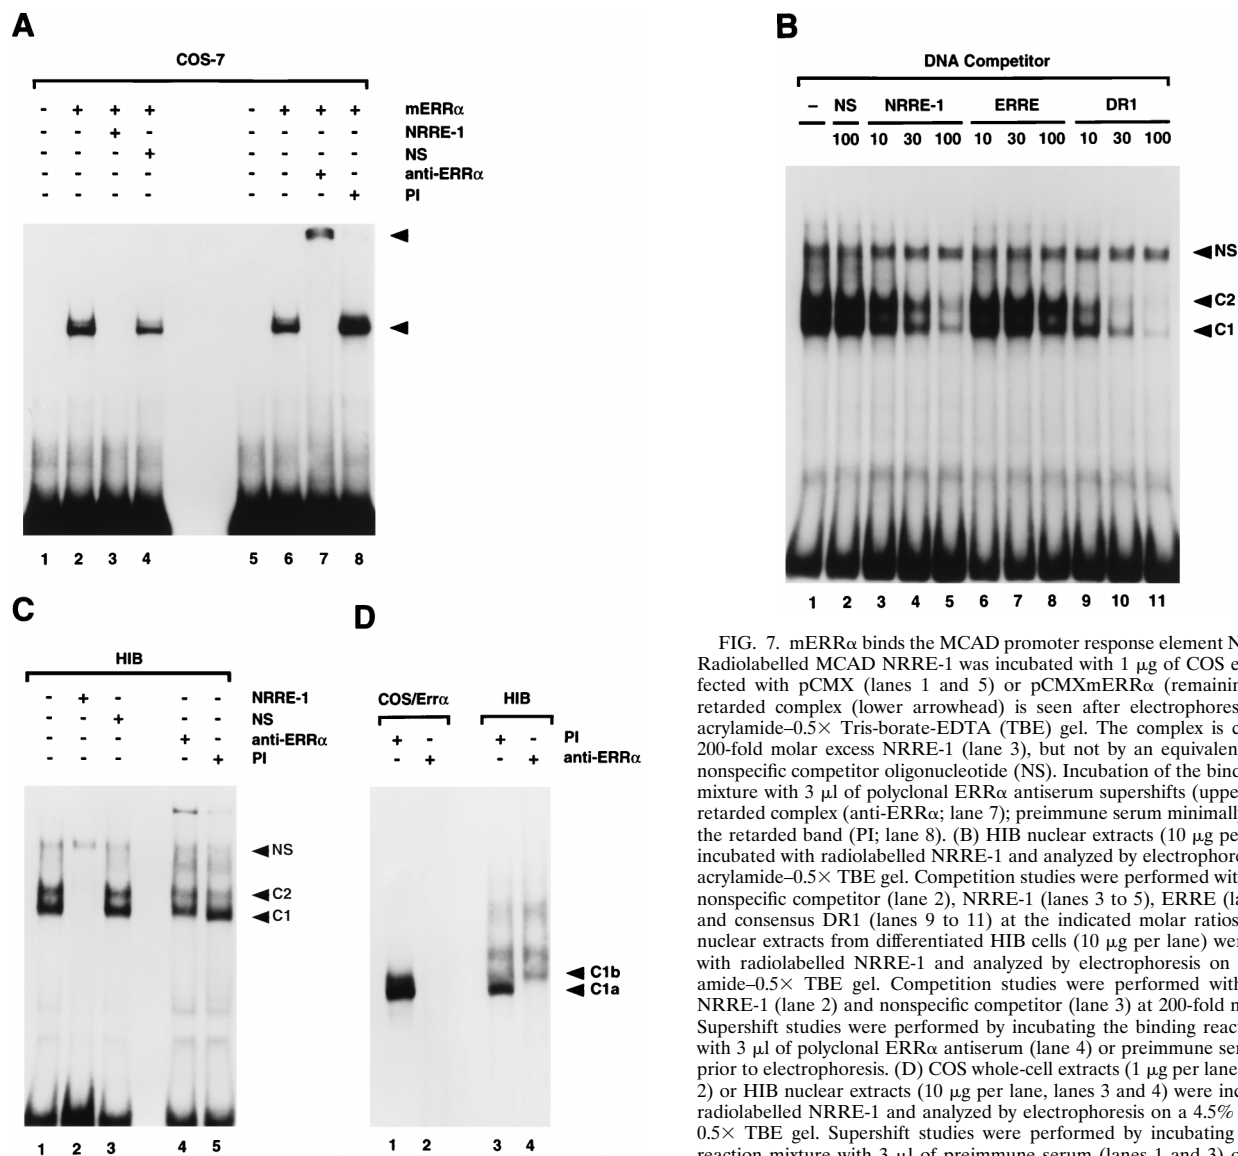 A
COS-7
- + + + - + + + mERRα
- - + - - - - - NRRE-1
- - - + - - - - NS
- - - - - - + - anti-ERRα
- - - - - - - + PI
1 2 3 4 5 6 7 8
B
DNA Competitor
– NS NRRE-1 ERRE DR1
100 10 30 100 10 30 100 10 30 100
NS
C2
C1
1 2 3 4 5 6 7 8 9 10 11
C
HIB
- + - - - NRRE-1
- - + - - NS
- - - + - anti-ERRα
- - - - + PI
NS
C2
C1
1 2 3 4 5
D
COS/Errα HIB
+ - + - PI
- + - + anti-ERRα
C1b
C1a
1 2 3 4
FIG. 7. mERRα binds the MCAD promoter response element N
Radiolabelled MCAD NRRE-1 was incubated with 1 μg of COS e
fected with pCMX (lanes 1 and 5) or pCMXmERRα (remainin
retarded complex (lower arrowhead) is seen after electrophores
acrylamide–0.5× Tris-borate-EDTA (TBE) gel. The complex is c
200-fold molar excess NRRE-1 (lane 3), but not by an equivalen
nonspecific competitor oligonucleotide (NS). Incubation of the bind
mixture with 3 μl of polyclonal ERRα antiserum supershifts (upper
retarded complex (anti-ERRα; lane 7); preimmune serum minimally
the retarded band (PI; lane 8). (B) HIB nuclear extracts (10 μg pe
incubated with radiolabelled NRRE-1 and analyzed by electrophore
acrylamide–0.5× TBE gel. Competition studies were performed wit
nonspecific competitor (lane 2), NRRE-1 (lanes 3 to 5), ERRE (la
and consensus DR1 (lanes 9 to 11) at the indicated molar ratios
nuclear extracts from differentiated HIB cells (10 μg per lane) wer
with radiolabelled NRRE-1 and analyzed by electrophoresis on
amide–0.5× TBE gel. Competition studies were performed with
NRRE-1 (lane 2) and nonspecific competitor (lane 3) at 200-fold m
Supershift studies were performed by incubating the binding reac
with 3 μl of polyclonal ERRα antiserum (lane 4) or preimmune ser
prior to electrophoresis. (D) COS whole-cell extracts (1 μg per lane
2) or HIB nuclear extracts (10 μg per lane, lanes 3 and 4) were inc
radiolabelled NRRE-1 and analyzed by electrophoresis on a 4.5%
0.5× TBE gel. Supershift studies were performed by incubating
reaction mixture with 3 μl of preimmune serum (lanes 1 and 3) o